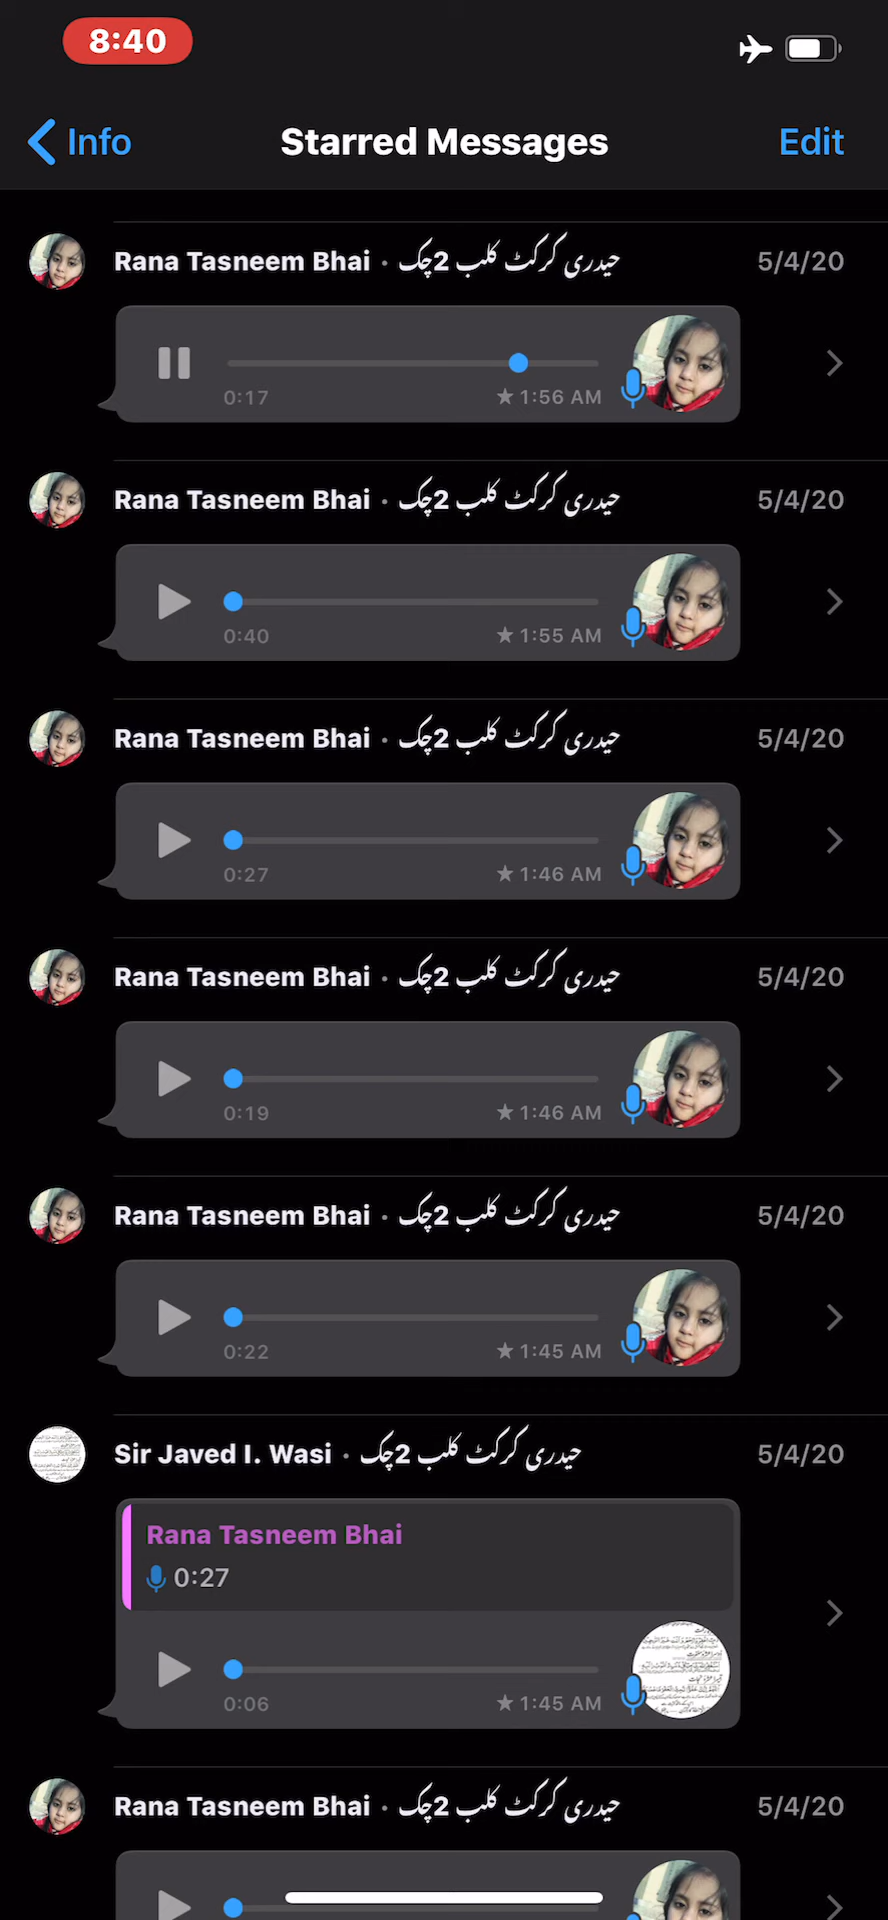 8:40
Info
Starred Messages
Edit
Rana Tasneem Bhai · حیدری کرکٹ کلب 2چک
5/4/20
0:17
★ 1:56 AM
Rana Tasneem Bhai · حیدری کرکٹ کلب 2چک
5/4/20
0:40
★ 1:55 AM
Rana Tasneem Bhai · حیدری کرکٹ کلب 2چک
5/4/20
0:27
★ 1:46 AM
Rana Tasneem Bhai · حیدری کرکٹ کلب 2چک
5/4/20
0:19
★ 1:46 AM
Rana Tasneem Bhai · حیدری کرکٹ کلب 2چک
5/4/20
0:22
★ 1:45 AM
Sir Javed I. Wasi · حیدری کرکٹ کلب 2چک
5/4/20
Rana Tasneem Bhai
0:27
0:06
★ 1:45 AM
Rana Tasneem Bhai · حیدری کرکٹ کلب 2چک
5/4/20